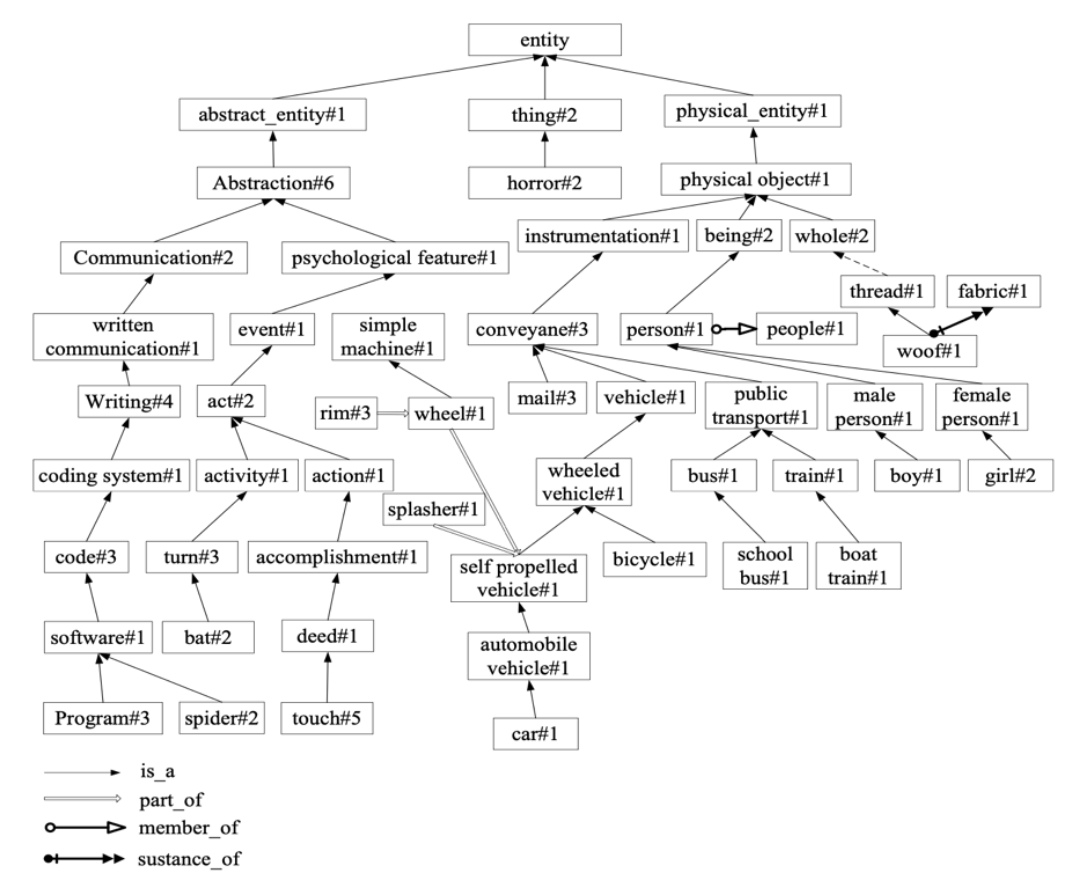 entity
abstract_entity#1
thing#2
physical_entity#1
Abstraction#6
horror#2
physical object#1
Communication#2
psychological feature#1
instrumentation#1
being#2
whole#2
thread#1
fabric#1
written
communication#1
event#1
simple
machine#1
conveyane#3
person#1
people#1
woof#1
Writing#4
act#2
rim#3
wheel#1
mail#3
vehicle#1
public
transport#1
male
person#1
female
person#1
coding system#1
activity#1
action#1
splasher#1
wheeled
vehicle#1
bus#1
train#1
boy#1
girl#2
code#3
turn#3
accomplishment#1
self propelled
vehicle#1
bicycle#1
school
bus#1
boat
train#1
software#1
bat#2
deed#1
automobile
vehicle#1
Program#3
spider#2
touch#5
car#1
is_a
part_of
member_of
sustance_of